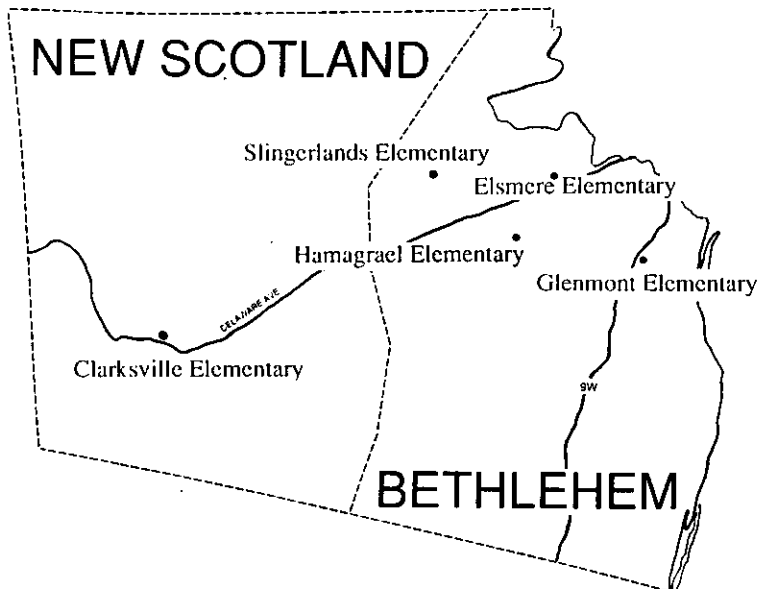 NEW SCOTLAND
Slingerlands Elementary
Elsmere Elementary
Hamagrael Elementary
Glenmont Elementary
DELAWARE AVE
Clarksville Elementary
9W
BETHLEHEM